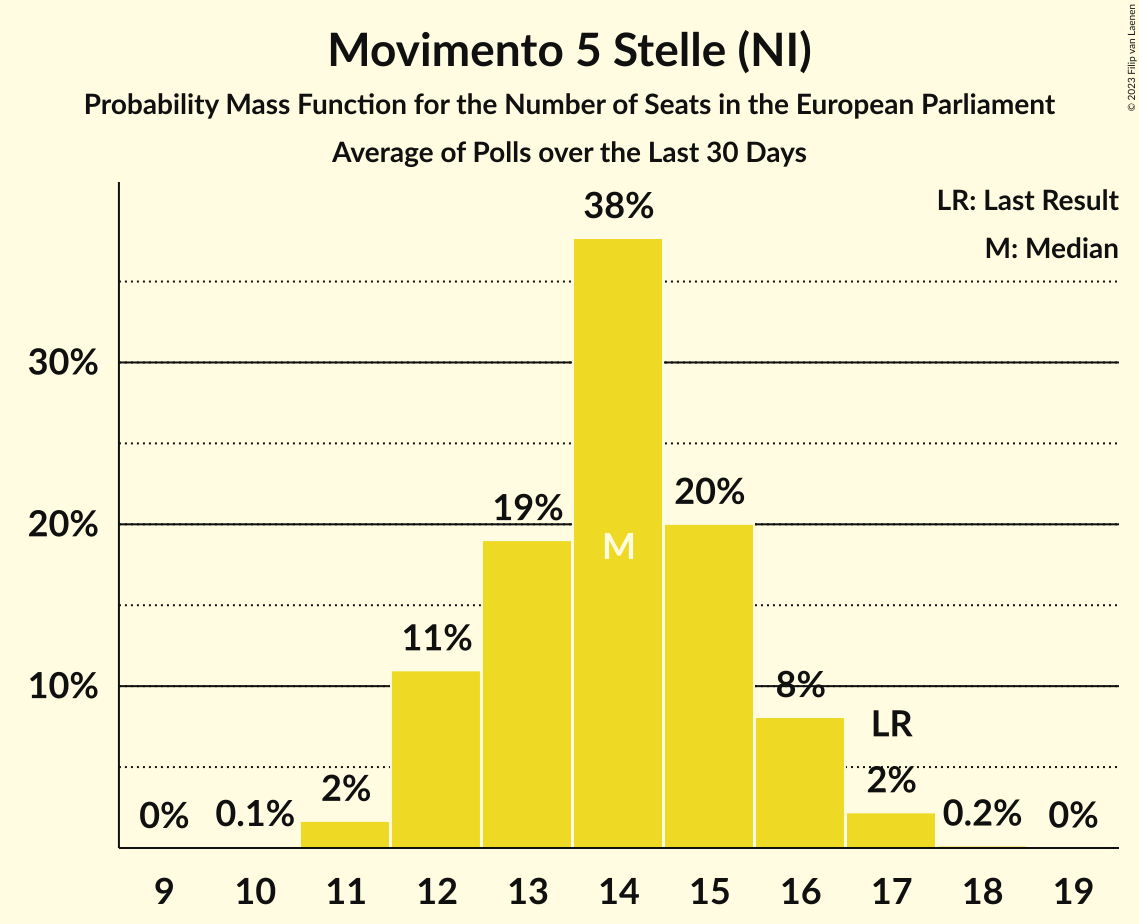 Movimento 5 Stelle (NI)
Probability Mass Function for the Number of Seats in the European Parliament
Average of Polls over the Last 30 Days
© 2023 Filip van Laenen
LR: Last Result
M: Median
38%
30%
20%
19%
20%
M
11%
10%
8%
LR
2%
2%
0%
0.1%
0.2%
0%
9 10 11 12 13 14 15 16 17 18 19